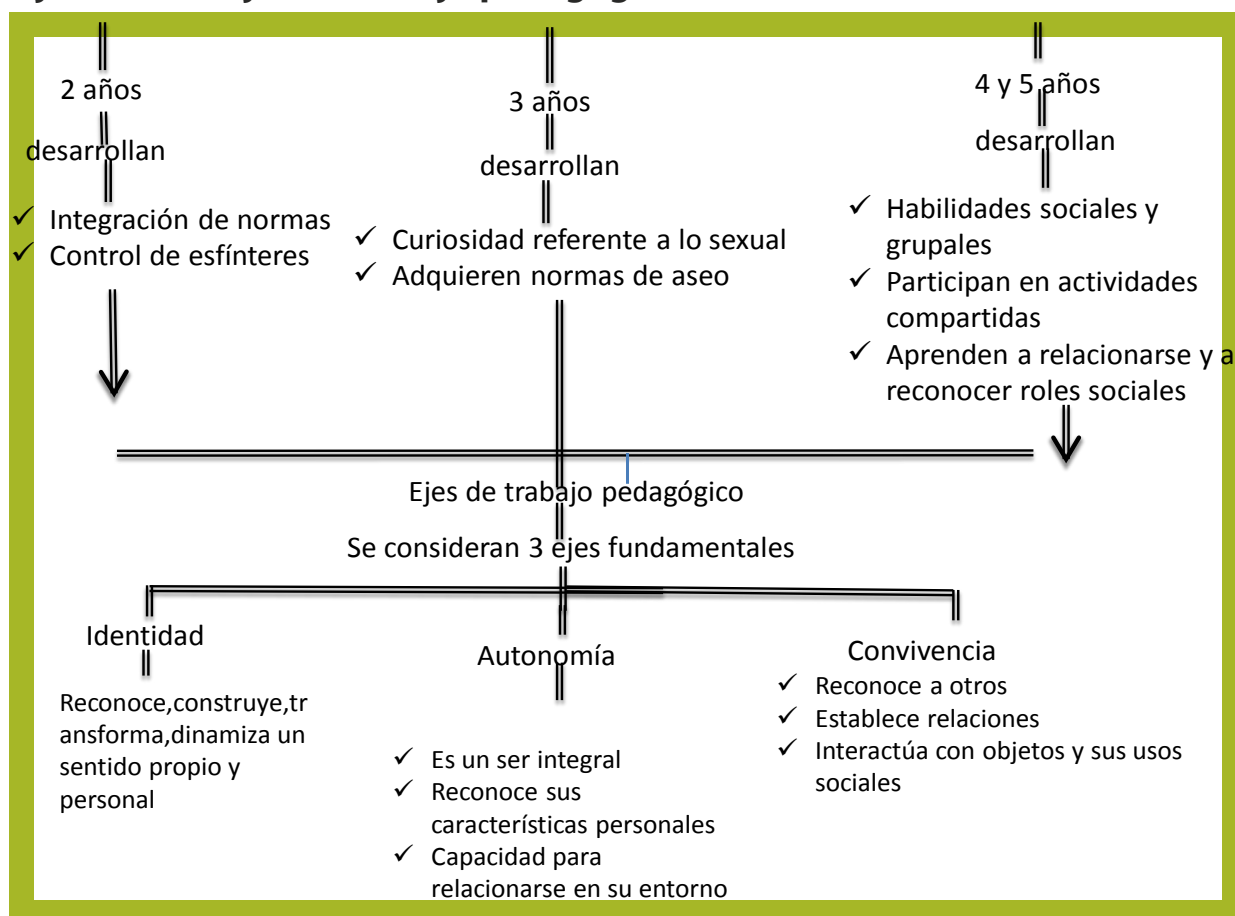 2 años
desarrollan
✓ Integración de normas
✓ Control de esfínteres
3 años
desarrollan
✓ Curiosidad referente a lo sexual
✓ Adquieren normas de aseo
4 y 5 años
desarrollan
✓ Habilidades sociales y
grupales
✓ Participan en actividades
compartidas
✓ Aprenden a relacionarse y a
reconocer roles sociales
Ejes de trabajo pedagógico
Se consideran 3 ejes fundamentales
Identidad
Reconoce,construye,tr
ansforma,dinamiza un
sentido propio y
personal
Autonomía
✓ Es un ser integral
✓ Reconoce sus
características personales
✓ Capacidad para
relacionarse en su entorno
Convivencia
✓ Reconoce a otros
✓ Establece relaciones
✓ Interactúa con objetos y sus usos
sociales